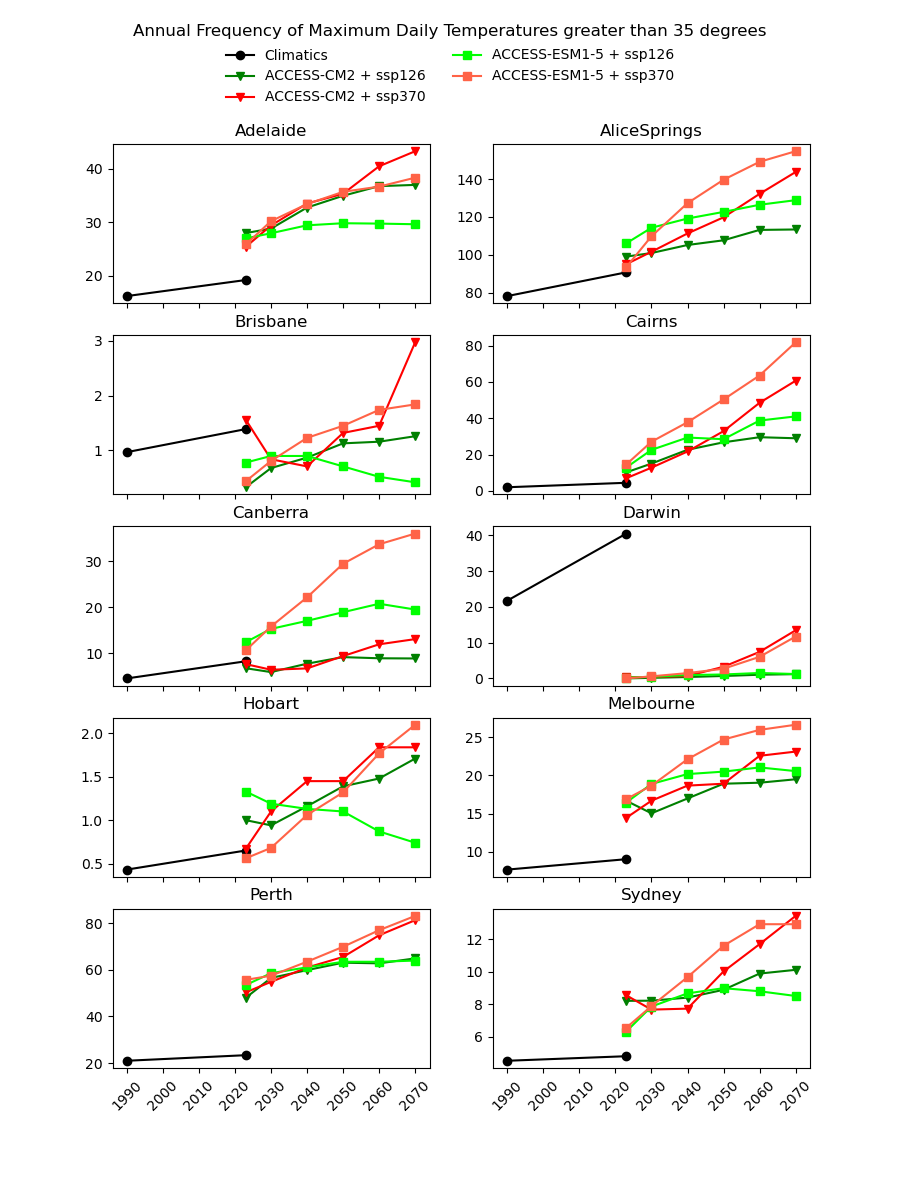 Annual Frequency of Maximum Daily Temperatures greater than 35 degrees
Climatics
ACCESS-CM2 + ssp126
ACCESS-CM2 + ssp370
ACCESS-ESM1-5 + ssp126
ACCESS-ESM1-5 + ssp370
Adelaide
40
30
20
AliceSprings
140
120
100
80
Brisbane
3
2
1
Cairns
80
60
40
20
0
Canberra
30
20
10
Darwin
40
30
20
10
0
Hobart
2.0
1.5
1.0
0.5
Melbourne
25
20
15
10
Perth
80
60
40
20
1990 2000 2010 2020 2030 2040 2050 2060 2070
Sydney
12
10
8
6
1990 2000 2010 2020 2030 2040 2050 2060 2070